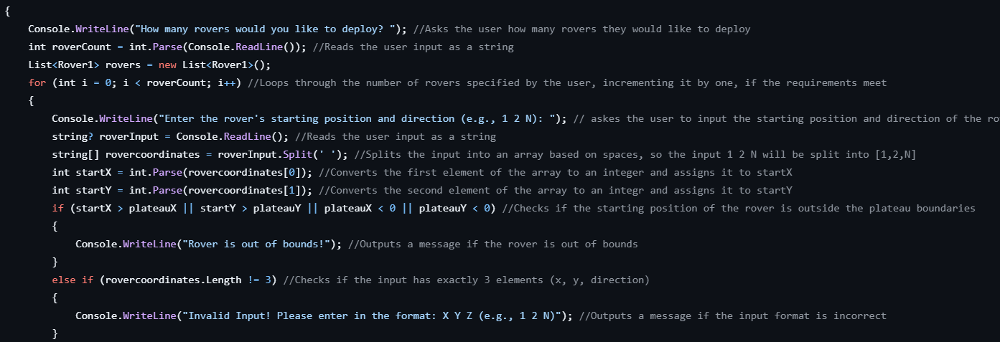 {
    Console.WriteLine("How many rovers would you like to deploy? "); //Asks the user how many rovers they would like to deploy
    int roverCount = int.Parse(Console.ReadLine()); //Reads the user input as a string
    List<Rover1> rovers = new List<Rover1>();
    for (int i = 0; i < roverCount; i++) //Loops through the number of rovers specified by the user, incrementing it by one, if the requirements meet
    {
        Console.WriteLine("Enter the rover's starting position and direction (e.g., 1 2 N): "); // askes the user to input the starting position and direction of the ro
        string? roverInput = Console.ReadLine(); //Reads the user input as a string
        string[] rovercoordinates = roverInput.Split(' '); //Splits the input into an array based on spaces, so the input 1 2 N will be split into [1,2,N]
        int startX = int.Parse(rovercoordinates[0]); //Converts the first element of the array to an integer and assigns it to startX
        int startY = int.Parse(rovercoordinates[1]); //Converts the second element of the array to an integr and assigns it to startY
        if (startX > plateauX || startY > plateauY || plateauX < 0 || plateauY < 0) //Checks if the starting position of the rover is outside the plateau boundaries
        {
            Console.WriteLine("Rover is out of bounds!"); //Outputs a message if the rover is out of bounds
        }
        else if (rovercoordinates.Length != 3) //Checks if the input has exactly 3 elements (x, y, direction)
        {
            Console.WriteLine("Invalid Input! Please enter in the format: X Y Z (e.g., 1 2 N)"); //Outputs a message if the input format is incorrect
        }